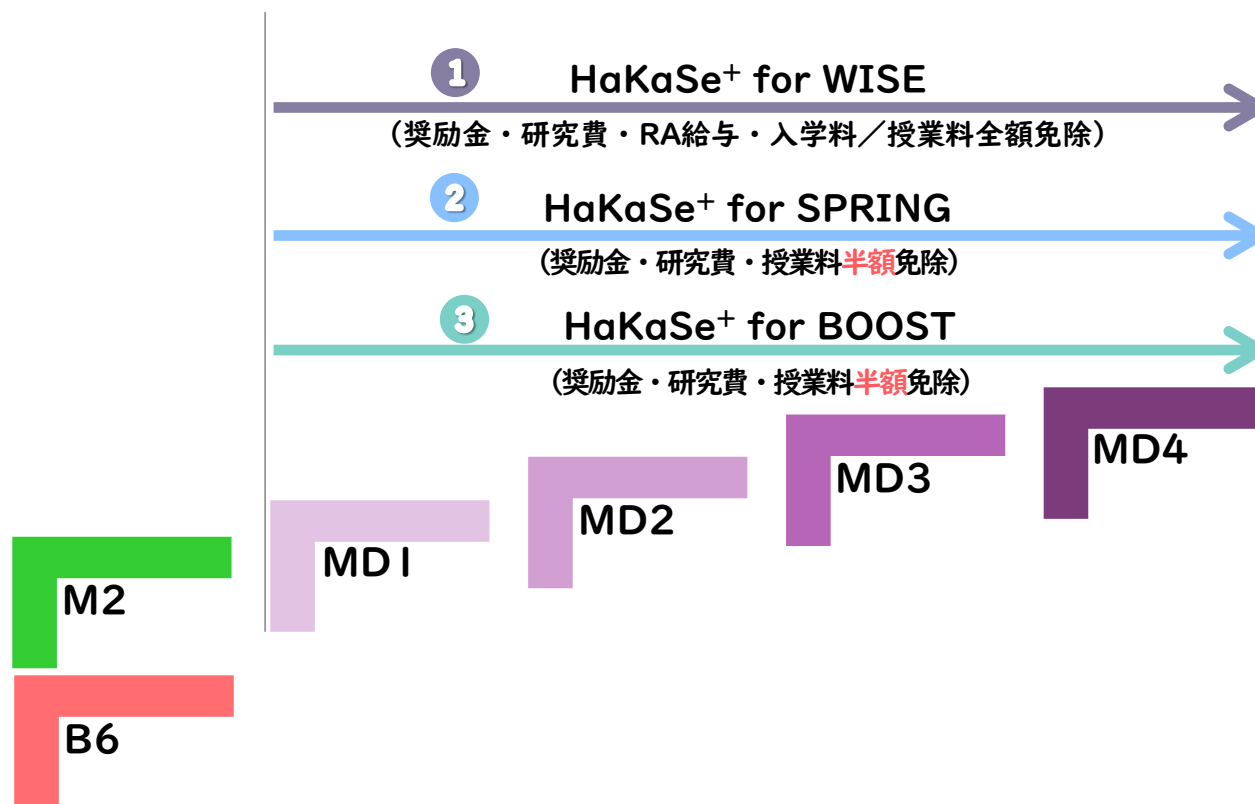 1 HaKaSe⁺ for WISE
（奨励金・研究費・RA給与・入学料／授業料全額免除）
2 HaKaSe⁺ for SPRING
（奨励金・研究費・授業料半額免除）
3 HaKaSe⁺ for BOOST
（奨励金・研究費・授業料半額免除）
MD4
MD3
MD2
MD1
M2
B6